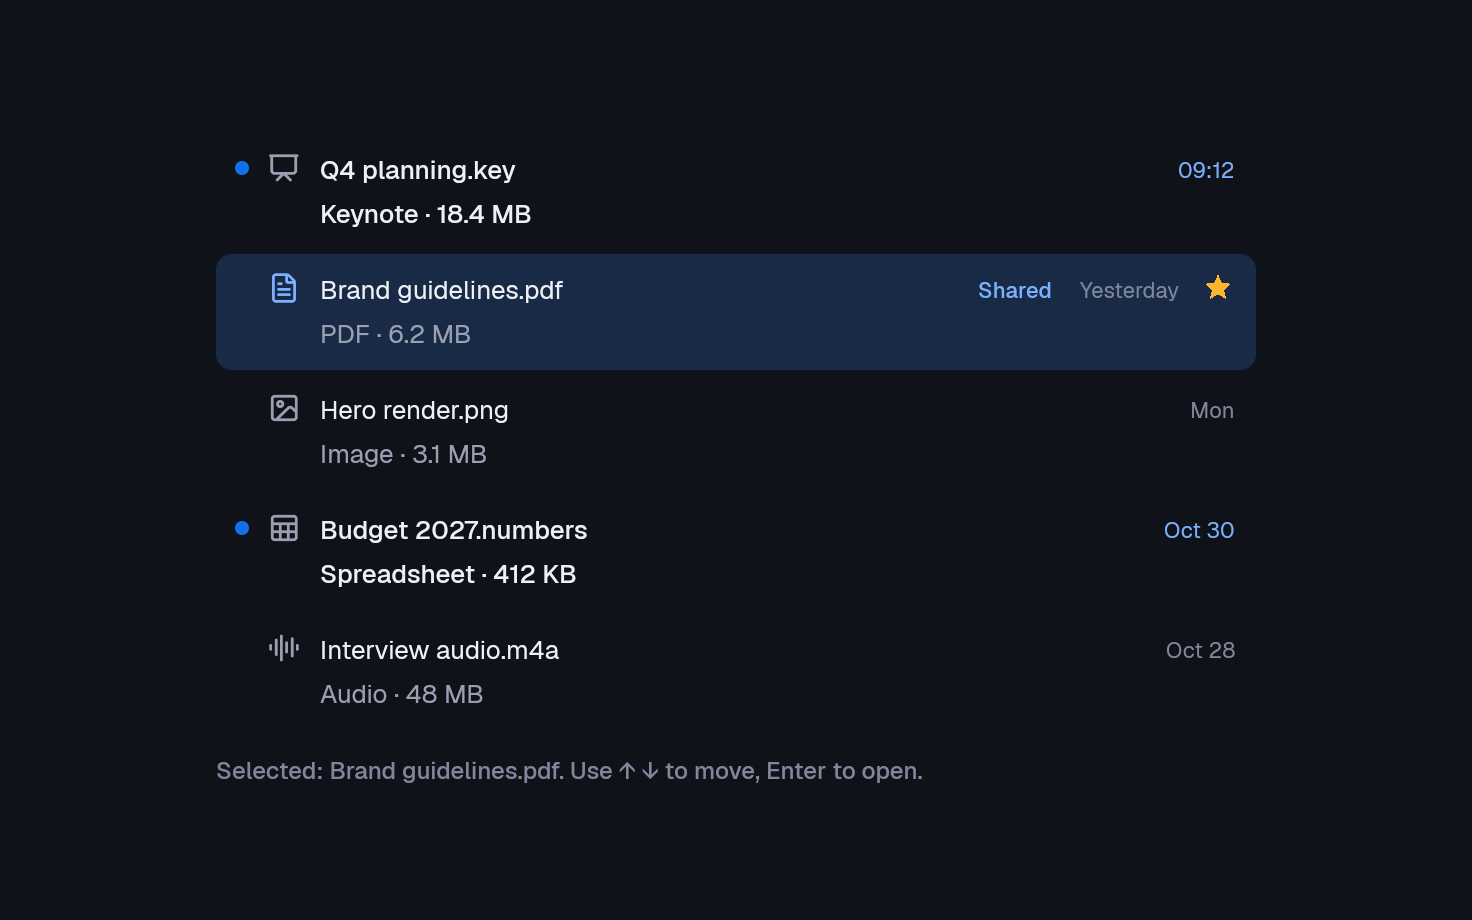 Q4 planning.key 09:12
Keynote · 18.4 MB
Brand guidelines.pdf Shared Yesterday
PDF · 6.2 MB
Hero render.png Mon
Image · 3.1 MB
Budget 2027.numbers Oct 30
Spreadsheet · 412 KB
Interview audio.m4a Oct 28
Audio · 48 MB
Selected: Brand guidelines.pdf. Use ↑ ↓ to move, Enter to open.